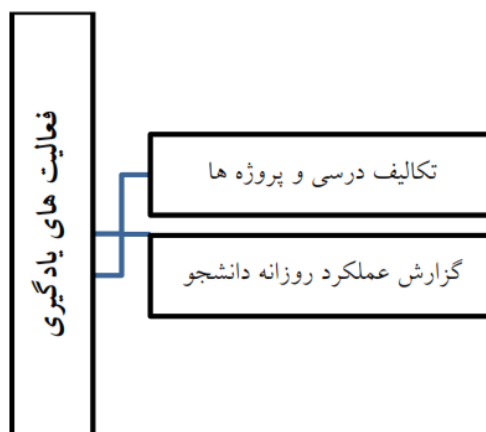 فعالیت های یادگیری
تکالیف درسی و پروژه ها
گزارش عملکرد روزانه دانشجو